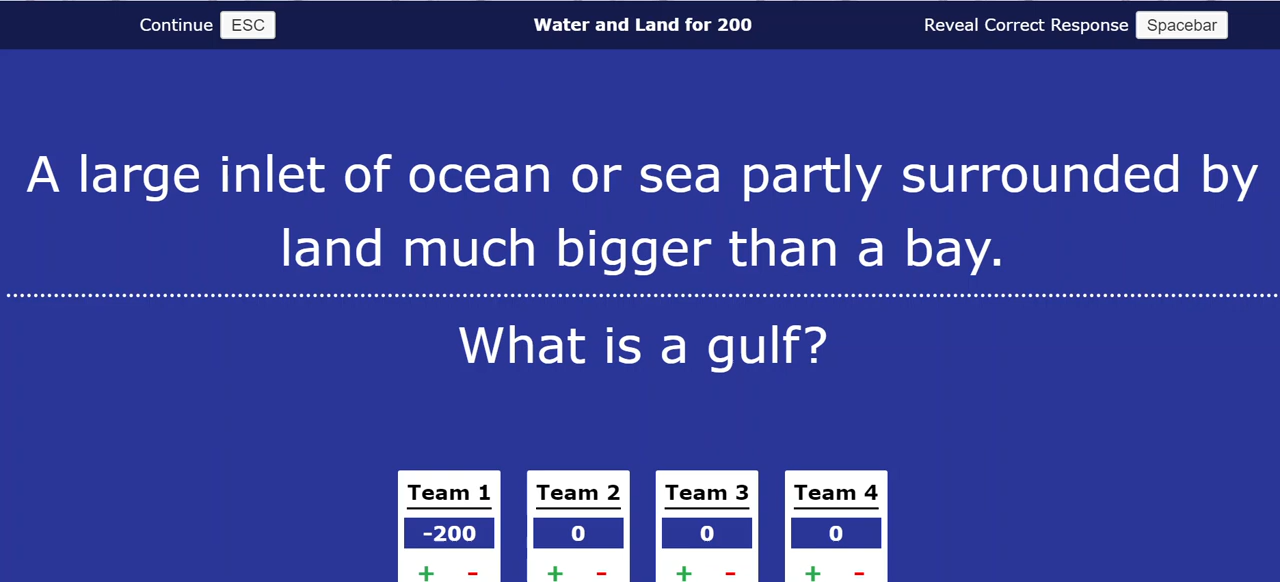 Continue ESC Water and Land for 200 Reveal Correct Response Spacebar
A large inlet of ocean or sea partly surrounded by
land much bigger than a bay.
What is a gulf?
Team 1 Team 2 Team 3 Team 4
-200 0 0 0
+ - + - + - + -